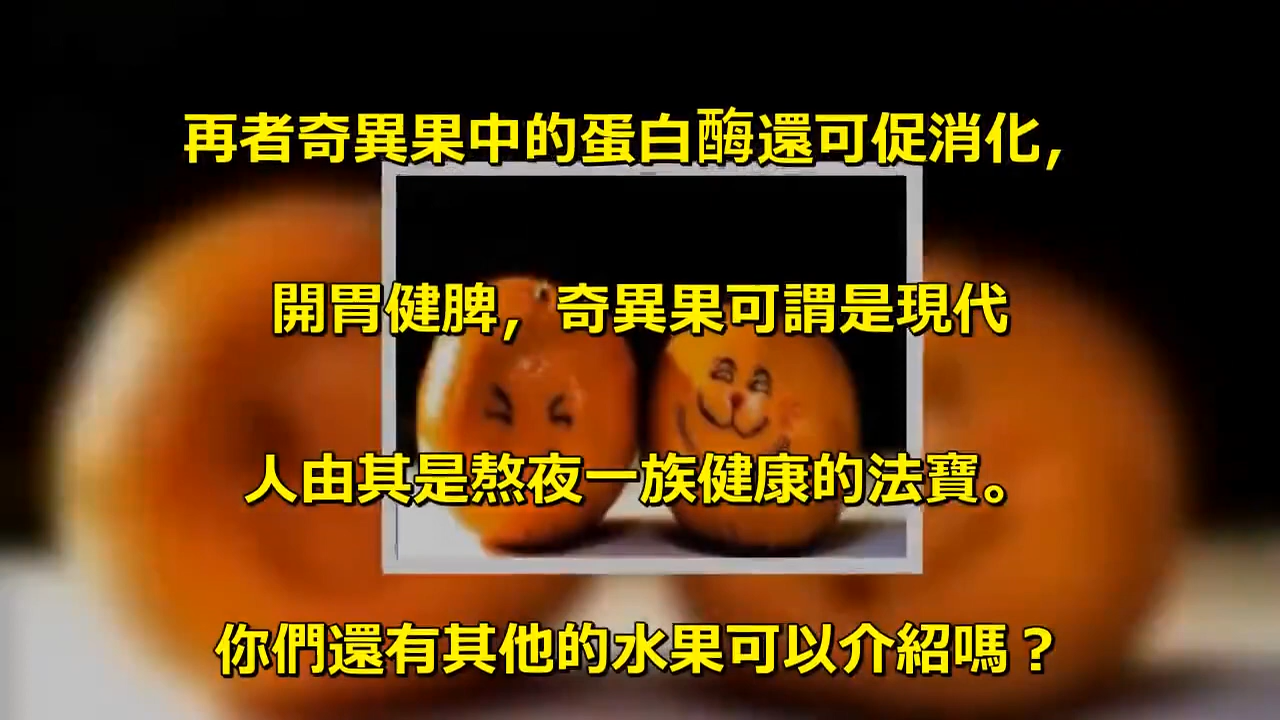 再者奇異果中的蛋白酶還可促消化，
開胃健脾，奇異果可謂是現代
人由其是熬夜一族健康的法寶。
你們還有其他的水果可以介紹嗎？